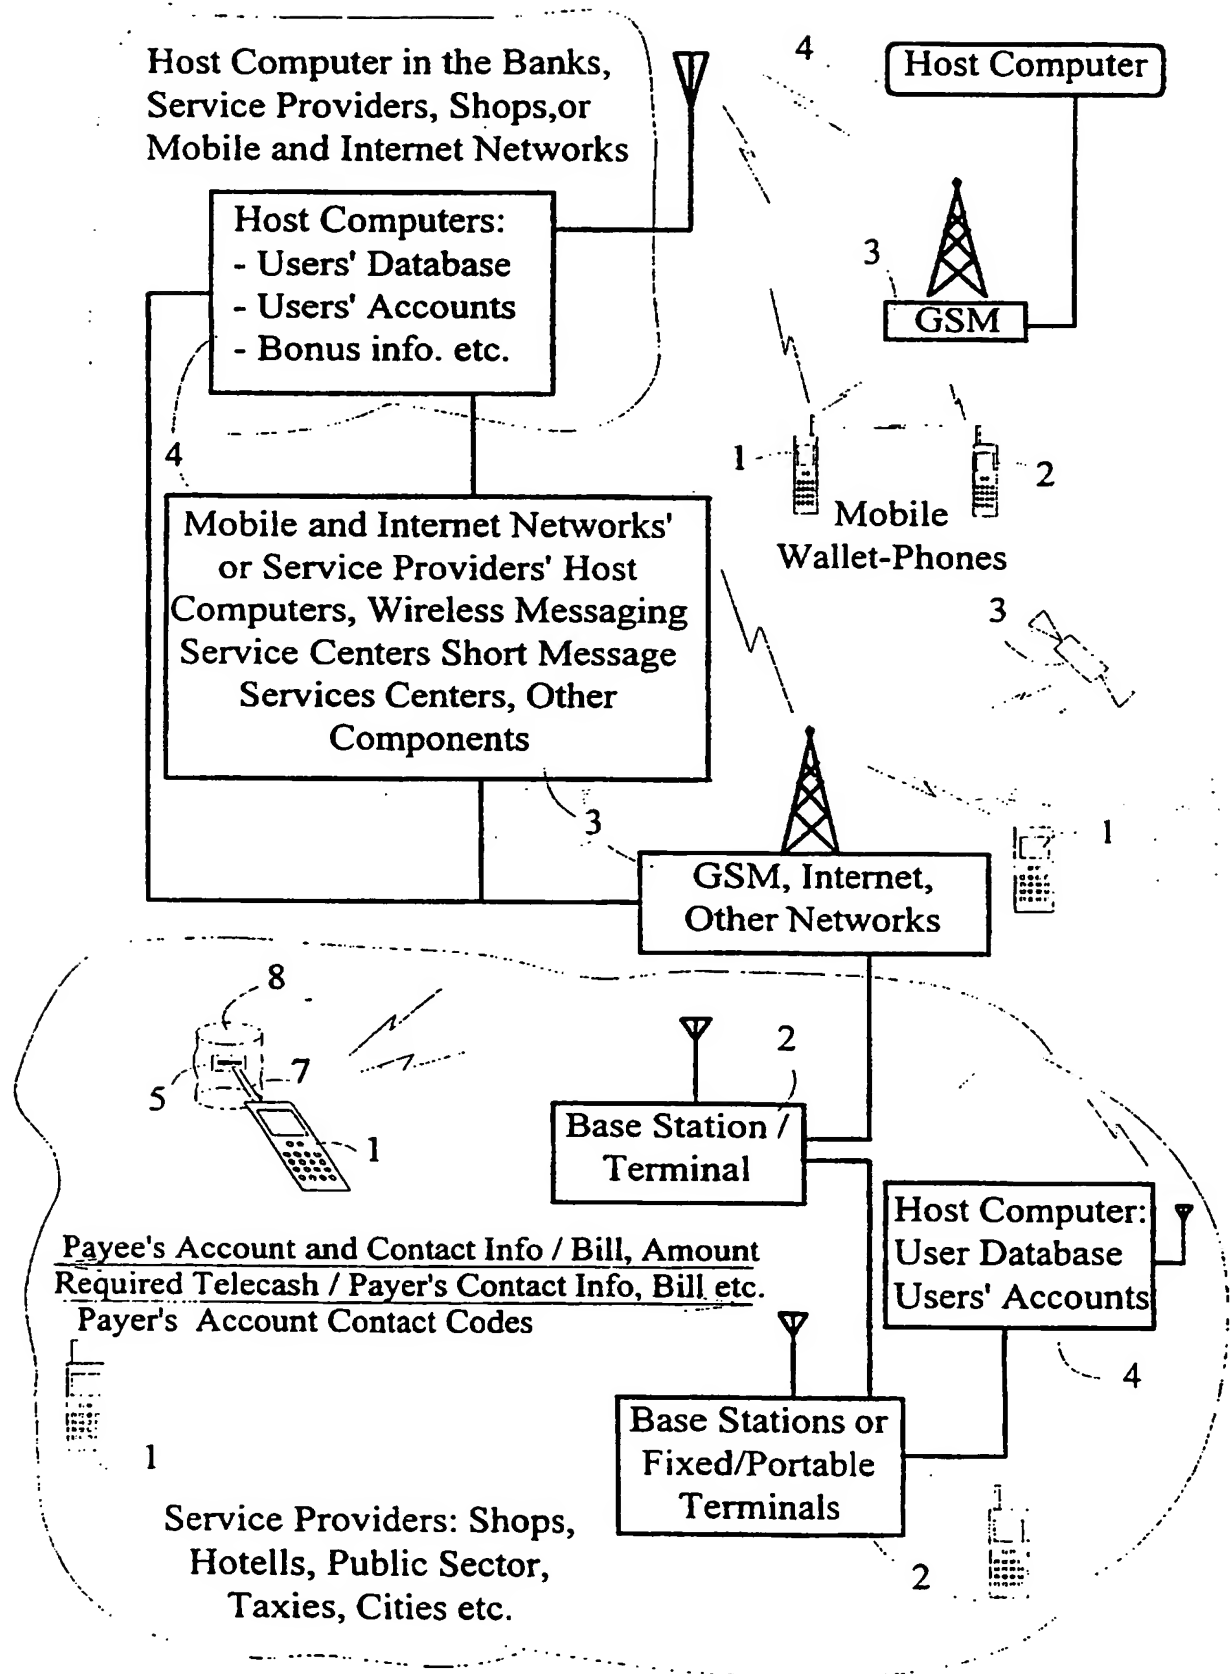 Host Computer in the Banks,
Service Providers, Shops,or
Mobile and Internet Networks
4
Host Computer
Host Computers:
- Users' Database
- Users' Accounts
- Bonus info. etc.
3
GSM
4
1
2
Mobile
Wallet-Phones
Mobile and Internet Networks'
or Service Providers' Host
Computers, Wireless Messaging
Service Centers Short Message
Services Centers, Other
Components
3
3
1
GSM, Internet,
Other Networks
8
5
7
1
2
Base Station /
Terminal
Host Computer:
User Database
Users' Accounts
4
Payee's Account and Contact Info / Bill, Amount
Required Telecash / Payer's Contact Info, Bill etc.
Payer's Account Contact Codes
1
Base Stations or
Fixed/Portable
Terminals
2
Service Providers: Shops,
Hotells, Public Sector,
Taxies, Cities etc.